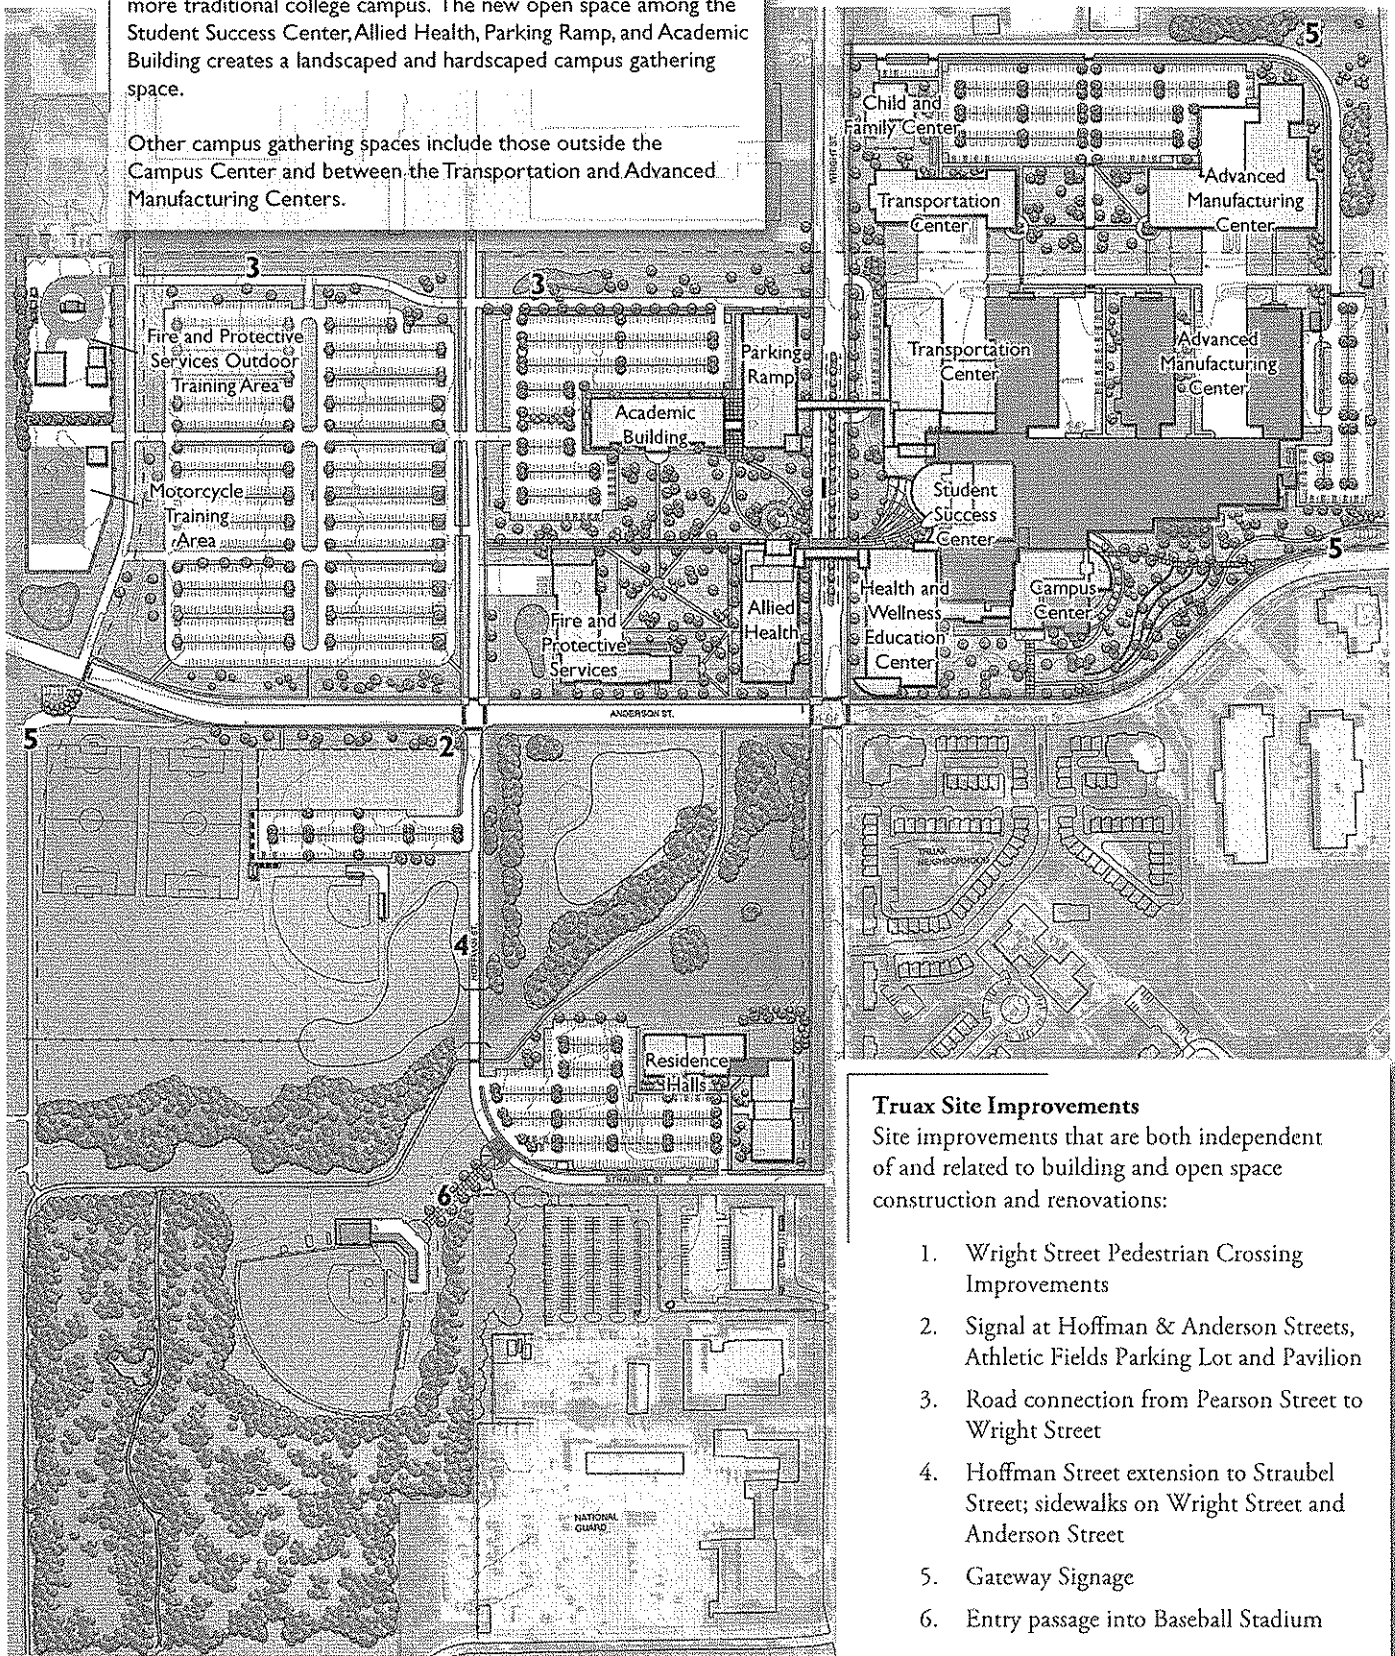 more traditional college campus. The new open space among the
Student Success Center, Allied Health, Parking Ramp, and Academic
Building creates a landscaped and hardscaped campus gathering
space.
Other campus gathering spaces include those outside the
Campus Center and between the Transportation and Advanced
Manufacturing Centers.
5
Child and
Family Center
WRIGHT ST.
Transportation
Center
Advanced
Manufacturing
Center
3
3
Fire and Protective
Services Outdoor
Training Area
Parking
Ramp
Transportation
Center
Advanced
Manufacturing
Center
Academic
Building
Motorcycle
Training
Area
1
Student
Success
Center
5
Fire and
Protective
Services
Allied
Health
Health and
Wellness
Education
Center
Campus
Center
ANDERSON ST.
Anderson St.
5
2
TRUAX
NEIGHBORHOOD
4
HOFFMAN ST.
Residence
Halls
STRAUBEL ST.
6
NATIONAL
GUARD
Truax Site Improvements
Site improvements that are both independent
of and related to building and open space
construction and renovations:
1. Wright Street Pedestrian Crossing
Improvements
2. Signal at Hoffman & Anderson Streets,
Athletic Fields Parking Lot and Pavilion
3. Road connection from Pearson Street to
Wright Street
4. Hoffman Street extension to Straubel
Street; sidewalks on Wright Street and
Anderson Street
5. Gateway Signage
6. Entry passage into Baseball Stadium